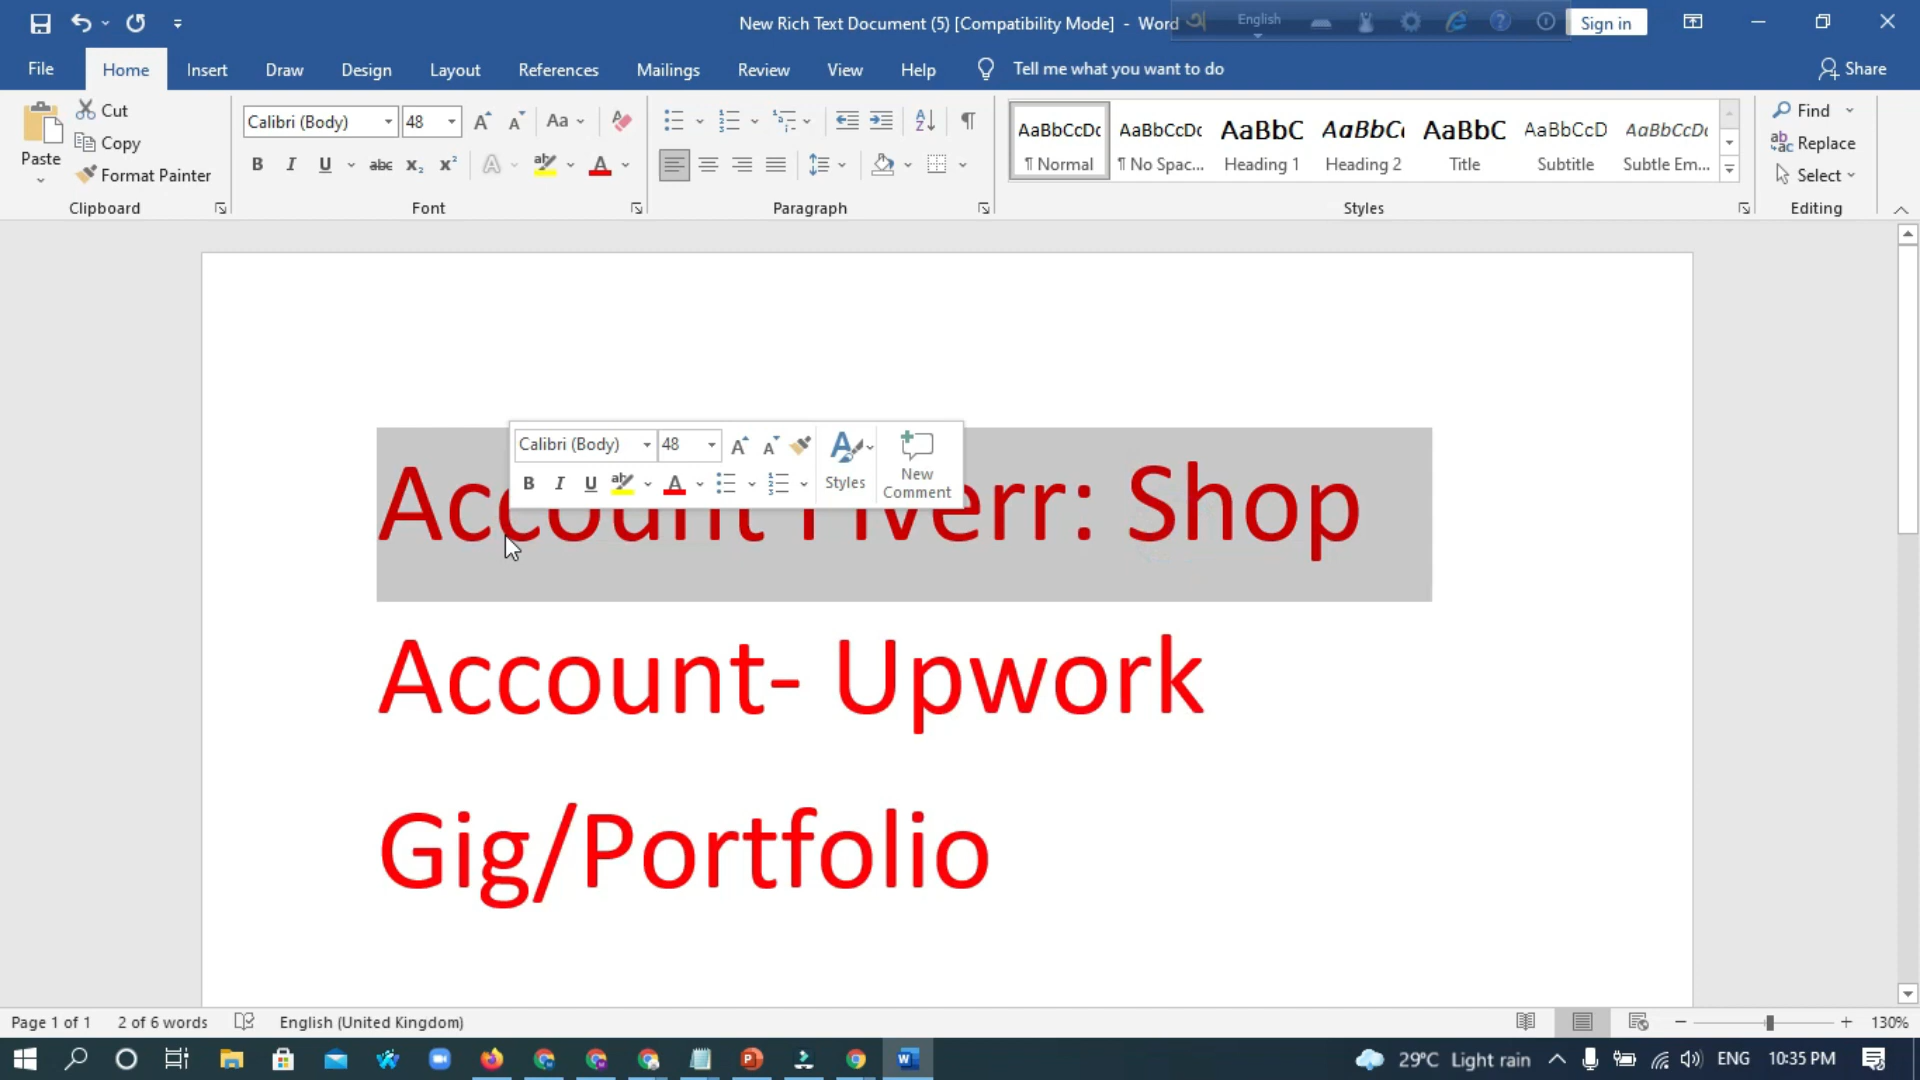 New Rich Text Document (5) [Compatibility Mode] - Word
English
Sign in
File Home Insert Draw Design Layout References Mailings Review View Help Tell me what you want to do Share
Paste
Cut
Copy
Format Painter
Clipboard
Calibri (Body) 48
Font
Paragraph
AaBbCcDc AaBbCcDc AaBbC AaBbC AaBbC AaBbCcD AaBbCcDc
¶ Normal ¶ No Spac... Heading 1 Heading 2 Title Subtitle Subtle Em...
Styles
Find
Replace
Select
Editing
Calibri (Body) 48
Styles
New
Comment
Account Fiverr: Shop
Account- Upwork
Gig/Portfolio
Page 1 of 1 2 of 6 words English (United Kingdom) 130%
29°C Light rain ENG 10:35 PM